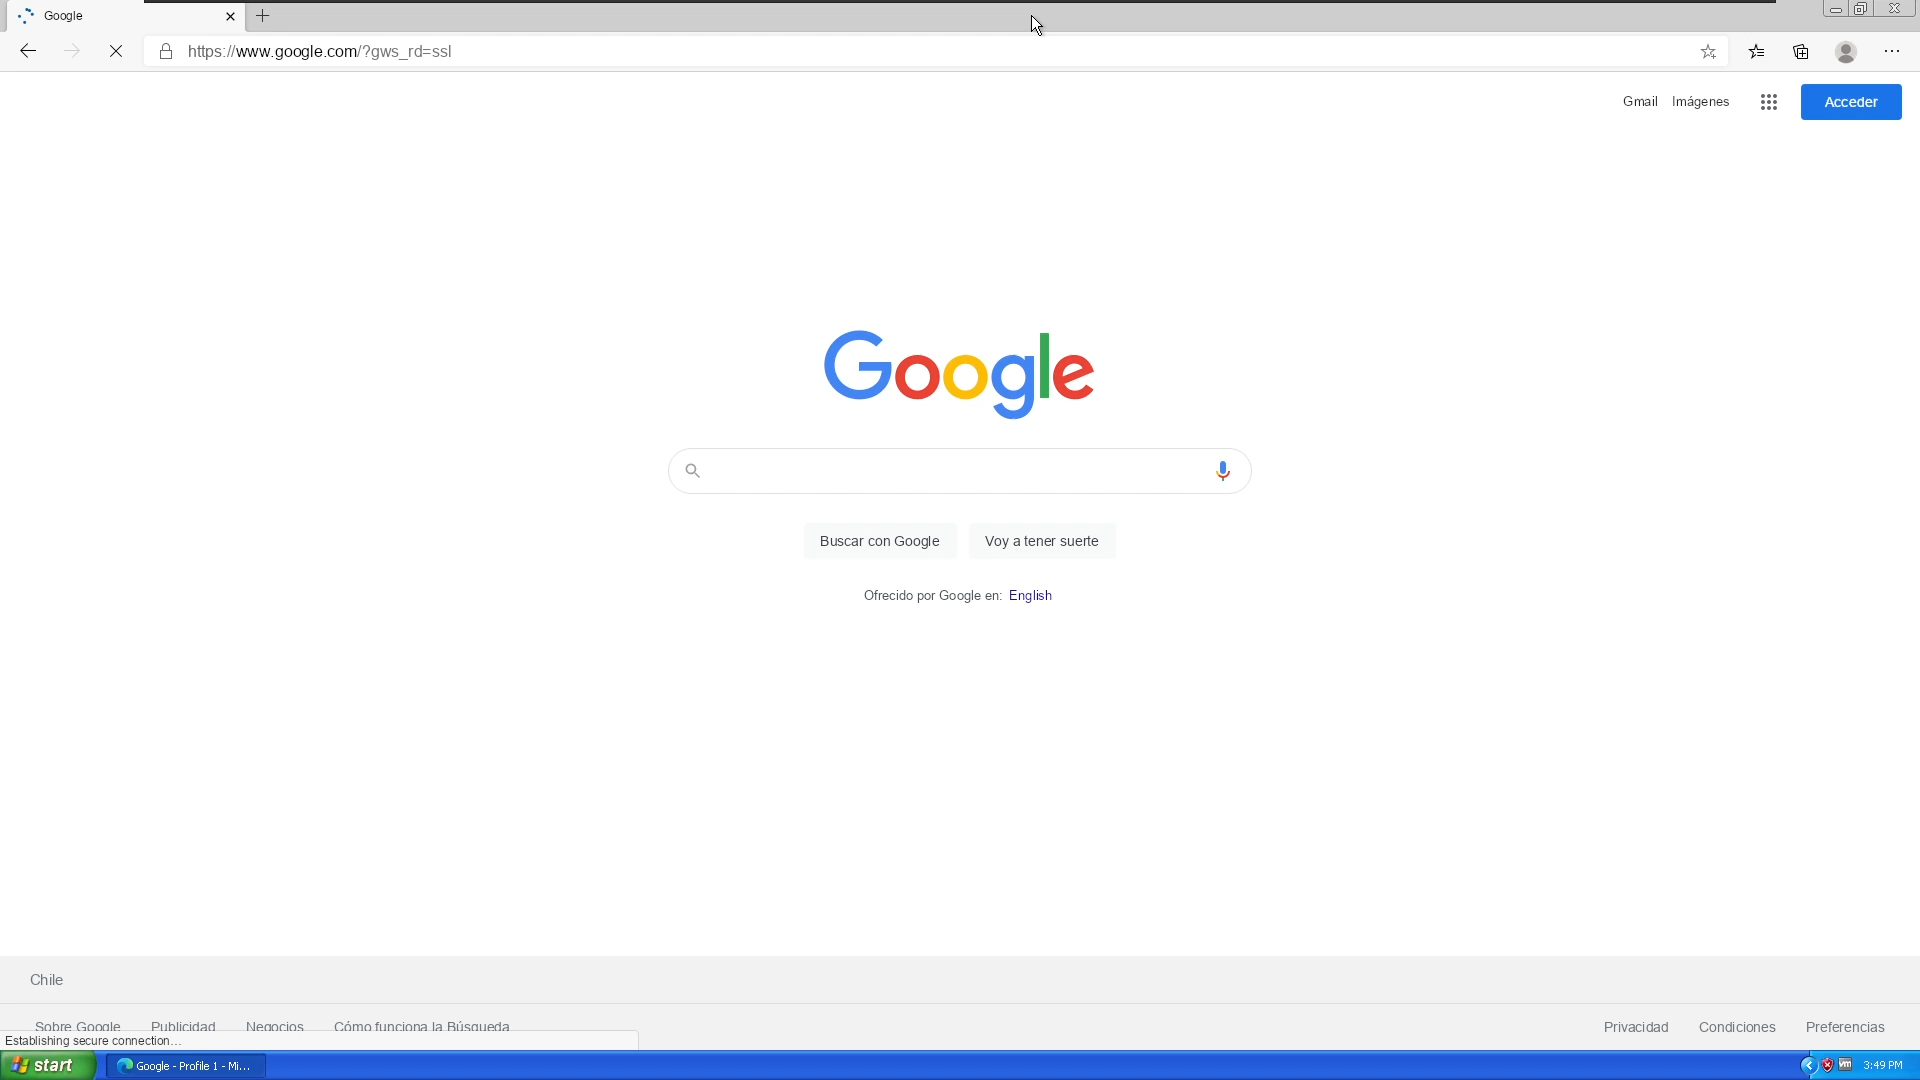 Google
https://www.google.com/?gws_rd=ssl
Gmail Imágenes Acceder
Google
Buscar con Google Voy a tener suerte
Ofrecido por Google en: English
Chile
Sobre Google Publicidad Negocios Cómo funciona la Búsqueda Privacidad Condiciones Preferencias
Establishing secure connection...
start Google - Profile 1 - Mi... vm 3:49 PM